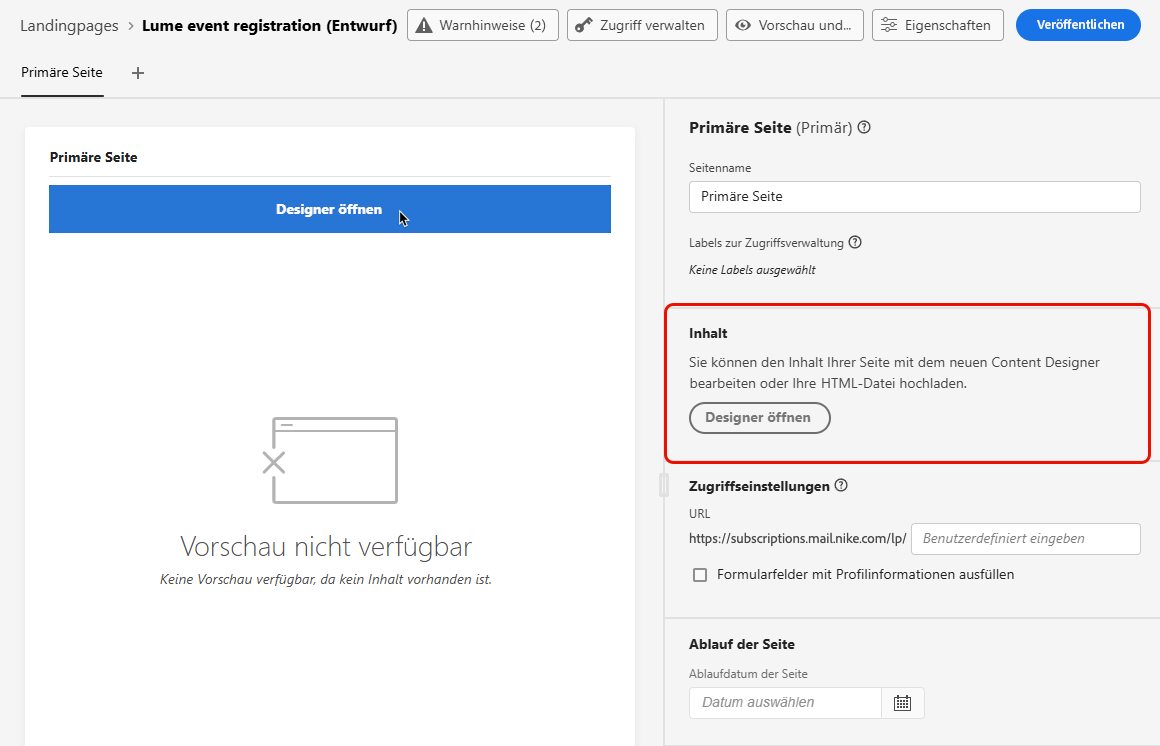 Landingpages > Lume event registration (Entwurf) Warnhinweise (2) Zugriff verwalten Vorschau und... Eigenschaften Veröffentlichen
Primäre Seite +
Primäre Seite
Designer öffnen
Vorschau nicht verfügbar
Keine Vorschau verfügbar, da kein Inhalt vorhanden ist.
Primäre Seite (Primär)
Seitenname
Primäre Seite
Labels zur Zugriffsverwaltung
Keine Labels ausgewählt
Inhalt
Sie können den Inhalt Ihrer Seite mit dem neuen Content Designer
bearbeiten oder Ihre HTML-Datei hochladen.
Designer öffnen
Zugriffseinstellungen
URL
https://subscriptions.mail.nike.com/lp/ Benutzerdefiniert eingeben
Formularfelder mit Profilinformationen ausfüllen
Ablauf der Seite
Ablaufdatum der Seite
Datum auswählen